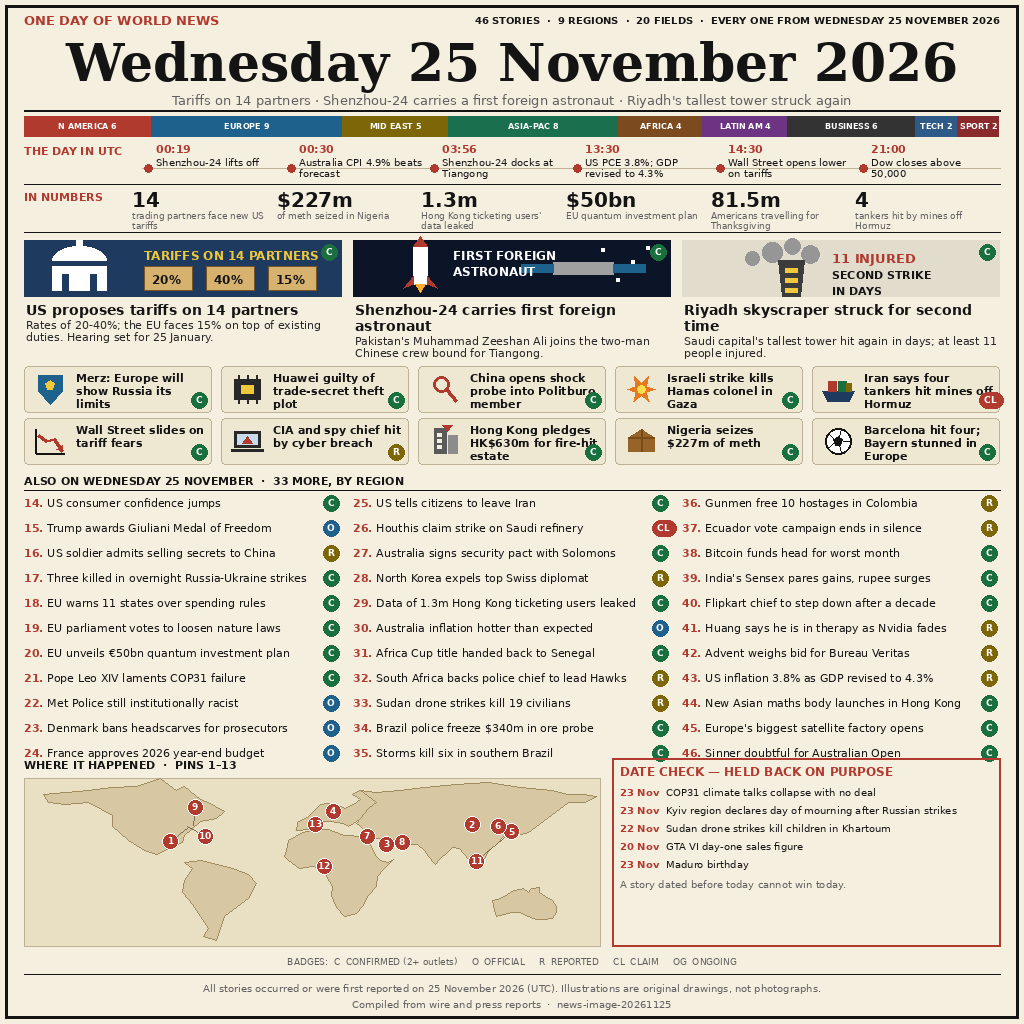 ONE DAY OF WORLD NEWS
46 STORIES · 9 REGIONS · 20 FIELDS · EVERY ONE FROM WEDNESDAY 25 NOVEMBER 2026
Wednesday 25 November 2026
Tariffs on 14 partners · Shenzhou-24 carries a first foreign astronaut · Riyadh's tallest tower struck again
N AMERICA 6
EUROPE 9
MID EAST 5
ASIA-PAC 8
AFRICA 4
LATIN AM 4
BUSINESS 6
TECH 2
SPORT 2
THE DAY IN UTC
00:19
Shenzhou-24 lifts off
00:30
Australia CPI 4.9% beats
forecast
03:56
Shenzhou-24 docks at
Tiangong
13:30
US PCE 3.8%; GDP
revised to 4.3%
14:30
Wall Street opens lower
on tariffs
21:00
Dow closes above
50,000
IN NUMBERS
14
trading partners face new US
tariffs
$227m
of meth seized in Nigeria
1.3m
Hong Kong ticketing users'
data leaked
$50bn
EU quantum investment plan
81.5m
Americans travelling for
Thanksgiving
4
tankers hit by mines off
Hormuz
TARIFFS ON 14 PARTNERS
C
20%
40%
15%
FIRST FOREIGN
ASTRONAUT
C
11 INJURED
SECOND STRIKE
IN DAYS
C
US proposes tariffs on 14 partners
Rates of 20-40%; the EU faces 15% on top of existing
duties. Hearing set for 25 January.
Shenzhou-24 carries first foreign
astronaut
Pakistan's Muhammad Zeeshan Ali joins the two-man
Chinese crew bound for Tiangong.
Riyadh skyscraper struck for second
time
Saudi capital's tallest tower hit again in days; at least 11
people injured.
Merz: Europe will
show Russia its
limits
C
Huawei guilty of
trade-secret theft
plot
C
China opens shock
probe into Politburo
member
C
Israeli strike kills
Hamas colonel in
Gaza
C
Iran says four
tankers hit mines off
Hormuz
CL
Wall Street slides on
tariff fears
C
CIA and spy chief hit
by cyber breach
R
Hong Kong pledges
HK$630m for fire-hit
estate
C
Nigeria seizes
$227m of meth
C
Barcelona hit four;
Bayern stunned in
Europe
C
ALSO ON WEDNESDAY 25 NOVEMBER · 33 MORE, BY REGION
14. US consumer confidence jumps C
15. Trump awards Giuliani Medal of Freedom O
16. US soldier admits selling secrets to China R
17. Three killed in overnight Russia-Ukraine strikes C
18. EU warns 11 states over spending rules C
19. EU parliament votes to loosen nature laws C
20. EU unveils €50bn quantum investment plan C
21. Pope Leo XIV laments COP31 failure C
22. Met Police still institutionally racist O
23. Denmark bans headscarves for prosecutors O
24. France approves 2026 year-end budget O
25. US tells citizens to leave Iran C
26. Houthis claim strike on Saudi refinery CL
27. Australia signs security pact with Solomons C
28. North Korea expels top Swiss diplomat R
29. Data of 1.3m Hong Kong ticketing users leaked C
30. Australia inflation hotter than expected O
31. Africa Cup title handed back to Senegal C
32. South Africa backs police chief to lead Hawks R
33. Sudan drone strikes kill 19 civilians R
34. Brazil police freeze $340m in ore probe C
35. Storms kill six in southern Brazil C
36. Gunmen free 10 hostages in Colombia R
37. Ecuador vote campaign ends in silence R
38. Bitcoin funds head for worst month C
39. India's Sensex pares gains, rupee surges C
40. Flipkart chief to step down after a decade C
41. Huang says he is in therapy as Nvidia fades R
42. Advent weighs bid for Bureau Veritas R
43. US inflation 3.8% as GDP revised to 4.3% R
44. New Asian maths body launches in Hong Kong C
45. Europe's biggest satellite factory opens C
46. Sinner doubtful for Australian Open C
WHERE IT HAPPENED · PINS 1–13
9
4
1
10
13
7
3
8
2
6
5
11
12
DATE CHECK — HELD BACK ON PURPOSE
23 Nov COP31 climate talks collapse with no deal
23 Nov Kyiv region declares day of mourning after Russian strikes
22 Nov Sudan drone strikes kill children in Khartoum
20 Nov GTA VI day-one sales figure
23 Nov Maduro birthday
A story dated before today cannot win today.
BADGES: C CONFIRMED (2+ outlets) O OFFICIAL R REPORTED CL CLAIM OG ONGOING
All stories occurred or were first reported on 25 November 2026 (UTC). Illustrations are original drawings, not photographs.
Compiled from wire and press reports · news-image-20261125